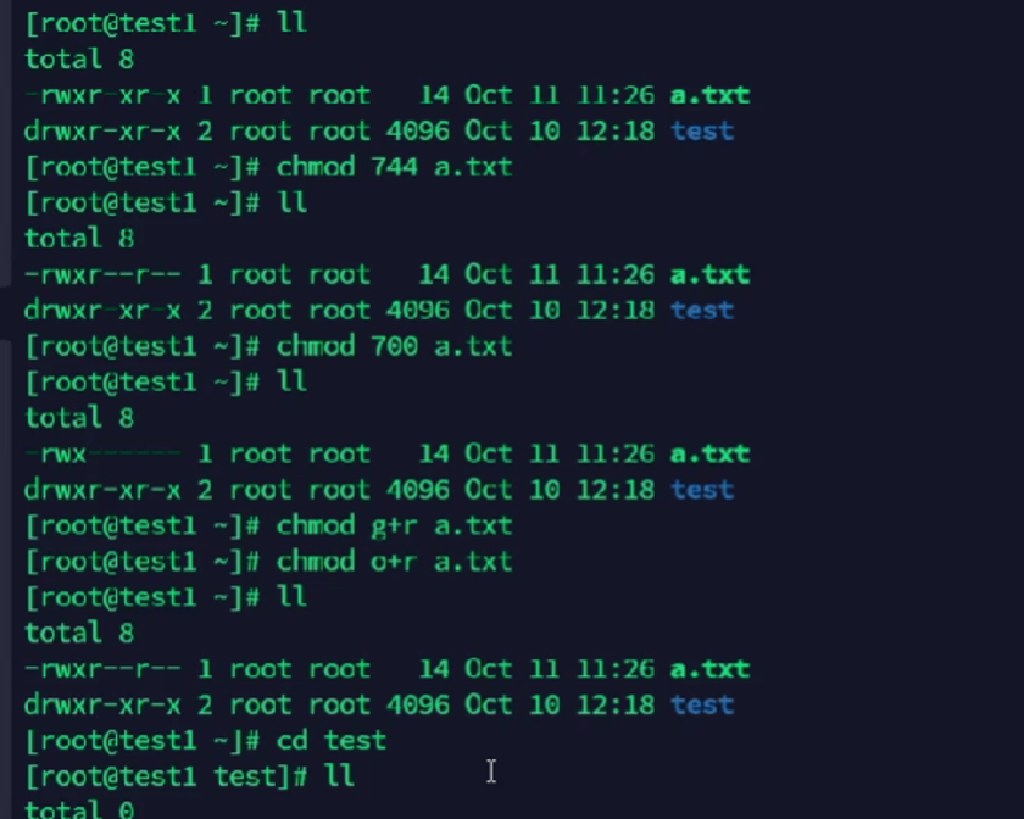 [root@test1 ~]# ll
total 8
-rwxr-xr-x 1 root root   14 Oct 11 11:26 a.txt
drwxr-xr-x 2 root root 4096 Oct 10 12:18 test
[root@test1 ~]# chmod 744 a.txt
[root@test1 ~]# ll
total 8
-rwxr--r-- 1 root root   14 Oct 11 11:26 a.txt
drwxr-xr-x 2 root root 4096 Oct 10 12:18 test
[root@test1 ~]# chmod 700 a.txt
[root@test1 ~]# ll
total 8
-rwx------ 1 root root   14 Oct 11 11:26 a.txt
drwxr-xr-x 2 root root 4096 Oct 10 12:18 test
[root@test1 ~]# chmod g+r a.txt
[root@test1 ~]# chmod o+r a.txt
[root@test1 ~]# ll
total 8
-rwxr--r-- 1 root root   14 Oct 11 11:26 a.txt
drwxr-xr-x 2 root root 4096 Oct 10 12:18 test
[root@test1 ~]# cd test
[root@test1 test]# ll
total 0